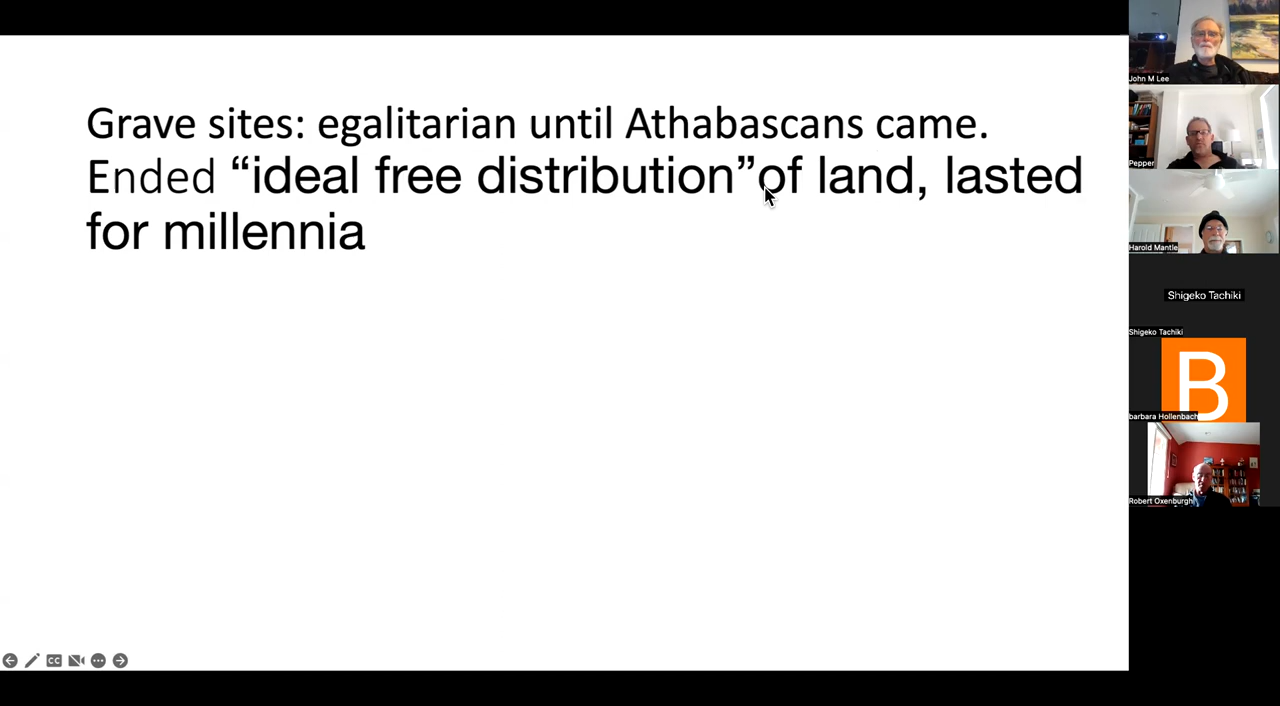 Grave sites: egalitarian until Athabascans came.
Ended “ideal free distribution”of land, lasted
for millennia
John M Lee
Pepper
Harold Mantle
Shigeko Tachiki
Shigeko Tachiki
B
barbara Hollenbach
Robert Oxenburgh
CC